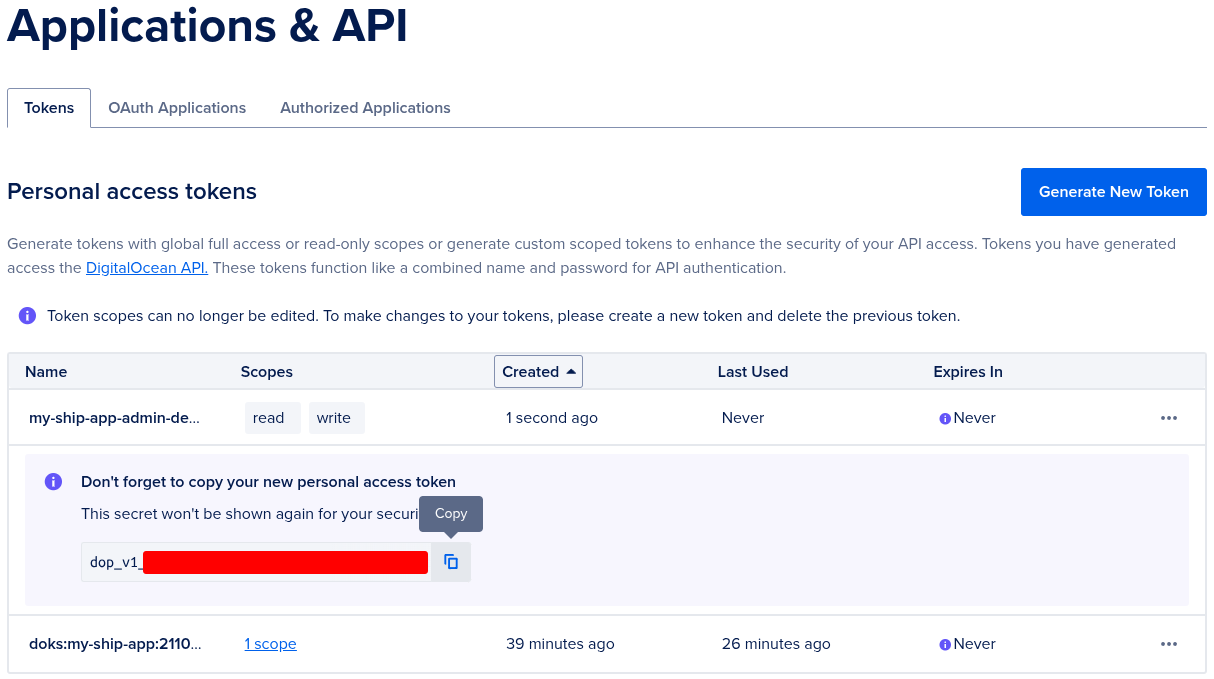 Applications & API
Tokens OAuth Applications Authorized Applications
Personal access tokens
Generate New Token
Generate tokens with global full access or read-only scopes or generate custom scoped tokens to enhance the security of your API access. Tokens you have generated
access the DigitalOcean API. These tokens function like a combined name and password for API authentication.
Token scopes can no longer be edited. To make changes to your tokens, please create a new token and delete the previous token.
Name Scopes Created Last Used Expires In
my-ship-app-admin-de... read write 1 second ago Never Never
Don't forget to copy your new personal access token
This secret won't be shown again for your securi
Copy
dop_v1_
doks:my-ship-app:2110... 1 scope 39 minutes ago 26 minutes ago Never